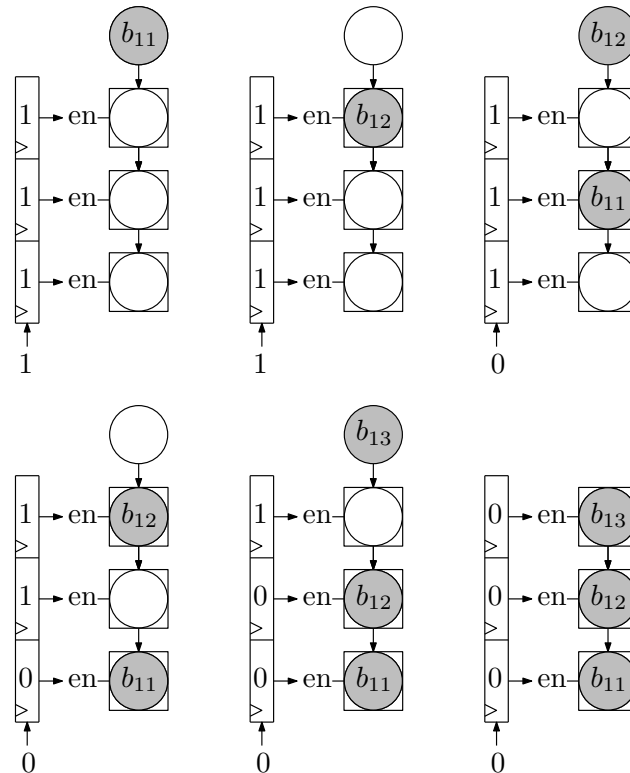 b₁₁ b₁₂
1 en 1 en b₁₂ 1 en
1 en 1 en 1 en b₁₁
1 en 1 en 1 en
1 1 0
b₁₃
1 en b₁₂ 1 en 0 en b₁₃
1 en 0 en b₁₂ 0 en b₁₂
0 en b₁₁ 0 en b₁₁ 0 en b₁₁
0 0 0